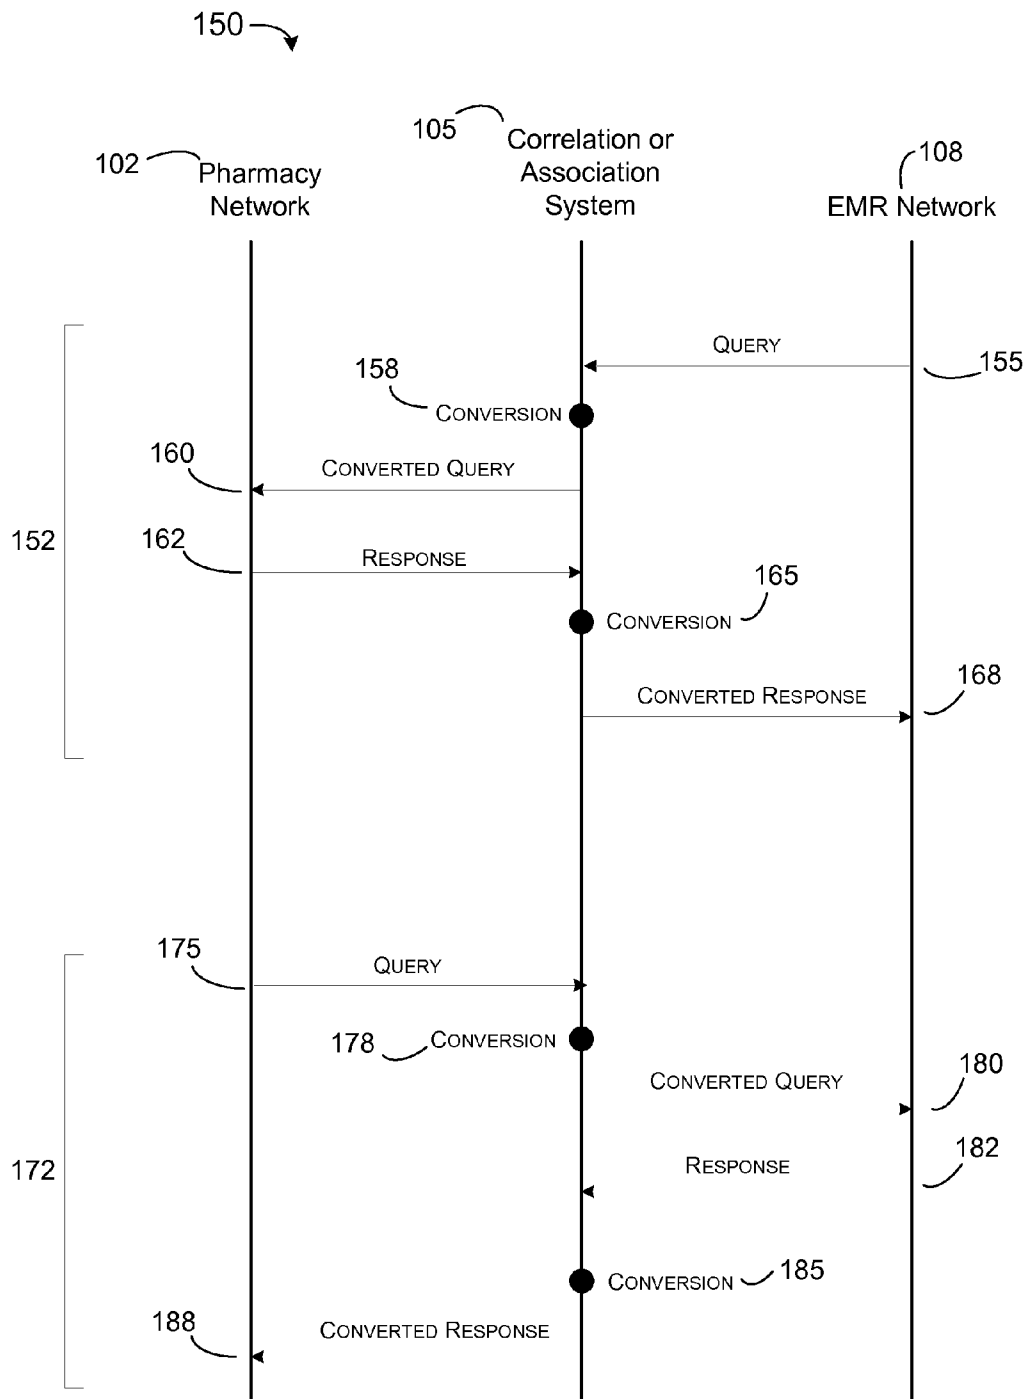 150
105
Correlation or
Association
System
102
Pharmacy
Network
108
EMR Network
QUERY
155
158
CONVERSION
160
CONVERTED QUERY
152
162
RESPONSE
165
CONVERSION
168
CONVERTED RESPONSE
175
QUERY
178
CONVERSION
CONVERTED QUERY
180
172
RESPONSE
182
CONVERSION
185
188
CONVERTED RESPONSE